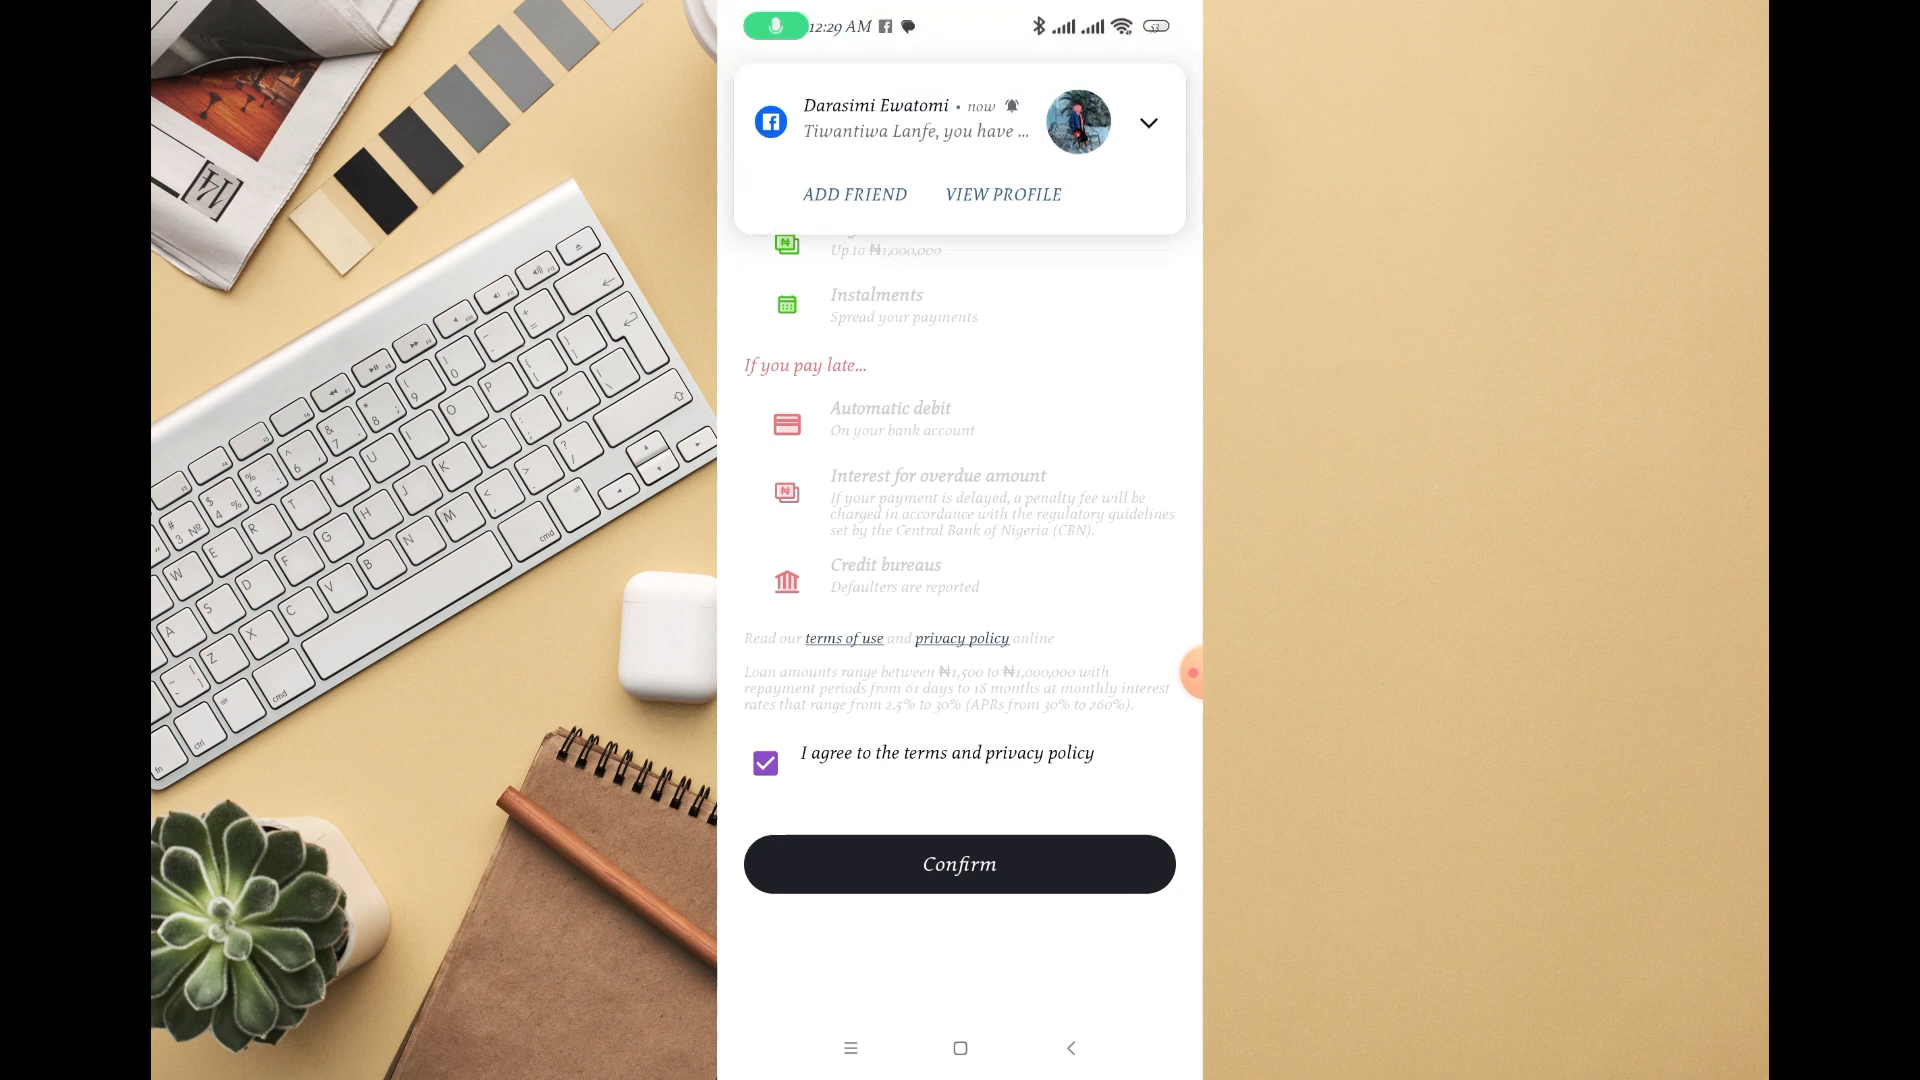 12:29 AM
Darasimi Ewatomi • now
Tiwantiwa Lanfe, you have ...
ADD FRIEND VIEW PROFILE
Up to ₦1,000,000
Instalments
Spread your payments
If you pay late...
Automatic debit
On your bank account
Interest for overdue amount
If your payment is delayed, a penalty fee will be
charged in accordance with the regulatory guidelines
set by the Central Bank of Nigeria (CBN).
Credit bureaus
Defaulters are reported
Read our terms of use and privacy policy online
Loan amounts range between ₦1,500 to ₦1,000,000 with
repayment periods from 61 days to 18 months at monthly interest
rates that range from 2.5% to 30% (APRs from 30% to 260%).
I agree to the terms and privacy policy
Confirm